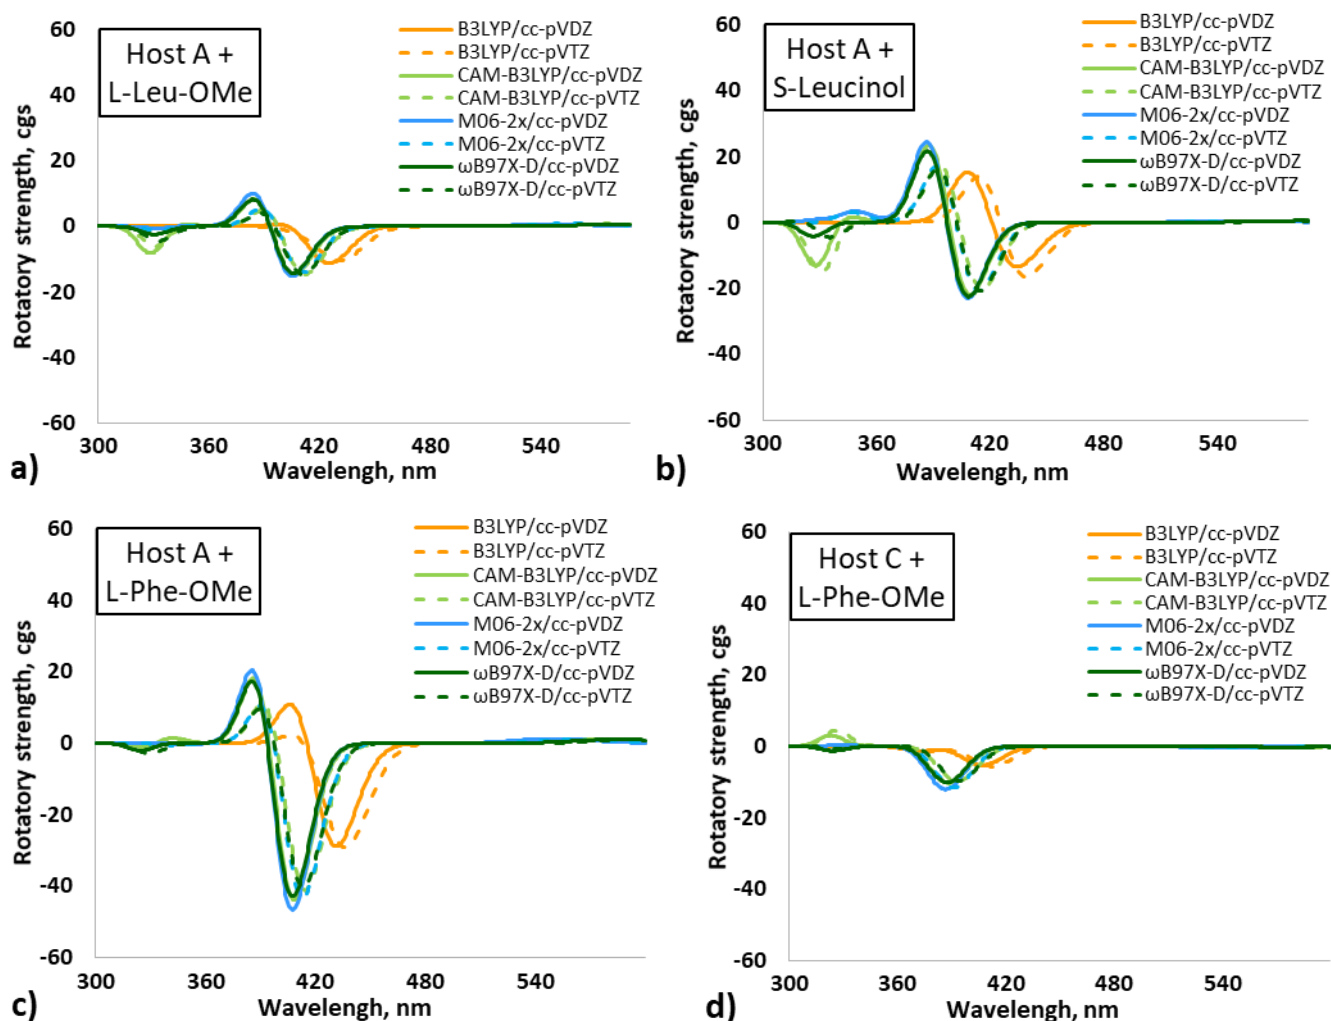 60
40
20
0
-20
-40
-60
Rotatory strength, cgs
Host A +
L-Leu-OMe
B3LYP/cc-pVDZ
B3LYP/cc-pVTZ
CAM-B3LYP/cc-pVDZ
CAM-B3LYP/cc-pVTZ
M06-2x/cc-pVDZ
M06-2x/cc-pVTZ
ωB97X-D/cc-pVDZ
ωB97X-D/cc-pVTZ
300 360 420 480 540
Wavelengh, nm
a)
60
40
20
0
-20
-40
-60
Rotatory strength, cgs
Host A +
S-Leucinol
B3LYP/cc-pVDZ
B3LYP/cc-pVTZ
CAM-B3LYP/cc-pVDZ
CAM-B3LYP/cc-pVTZ
M06-2x/cc-pVDZ
M06-2x/cc-pVTZ
ωB97X-D/cc-pVDZ
ωB97X-D/cc-pVTZ
300 360 420 480 540
Wavelengh, nm
b)
60
40
20
0
-20
-40
-60
Rotatory strength, cgs
Host A +
L-Phe-OMe
B3LYP/cc-pVDZ
B3LYP/cc-pVTZ
CAM-B3LYP/cc-pVDZ
CAM-B3LYP/cc-pVTZ
M06-2x/cc-pVDZ
M06-2x/cc-pVTZ
ωB97X-D/cc-pVDZ
ωB97X-D/cc-pVTZ
300 360 420 480 540
Wavelengh, nm
c)
60
40
20
0
-20
-40
-60
Rotatory strength, cgs
Host C +
L-Phe-OMe
B3LYP/cc-pVDZ
B3LYP/cc-pVTZ
CAM-B3LYP/cc-pVDZ
CAM-B3LYP/cc-pVTZ
M06-2x/cc-pVDZ
M06-2x/cc-pVTZ
ωB97X-D/cc-pVDZ
ωB97X-D/cc-pVTZ
300 420 480 540
Wavelengh, nm
d)